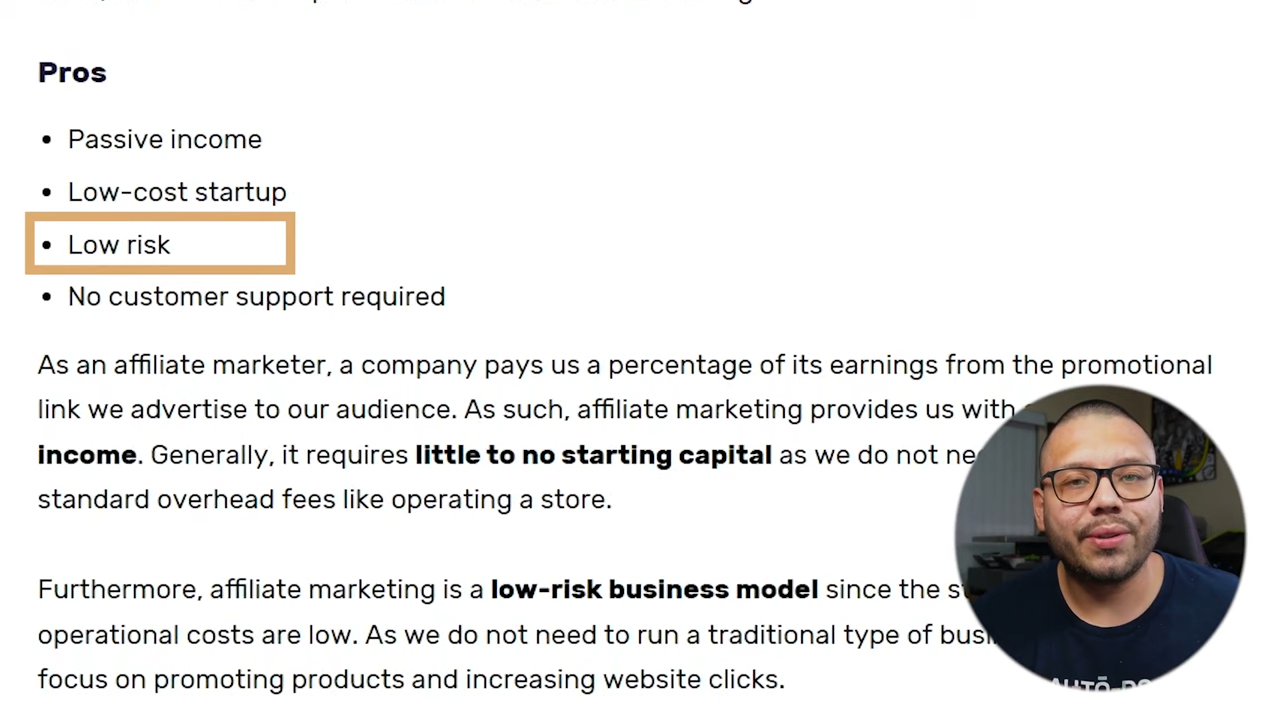 Pros
• Passive income
• Low-cost startup
• Low risk
• No customer support required
As an affiliate marketer, a company pays us a percentage of its earnings from the promotional
link we advertise to our audience. As such, affiliate marketing provides us with
income. Generally, it requires little to no starting capital as we do not
standard overhead fees like operating a store.
Furthermore, affiliate marketing is a low-risk business model since the
operational costs are low. As we do not need to run a traditional type of
focus on promoting products and increasing website clicks.